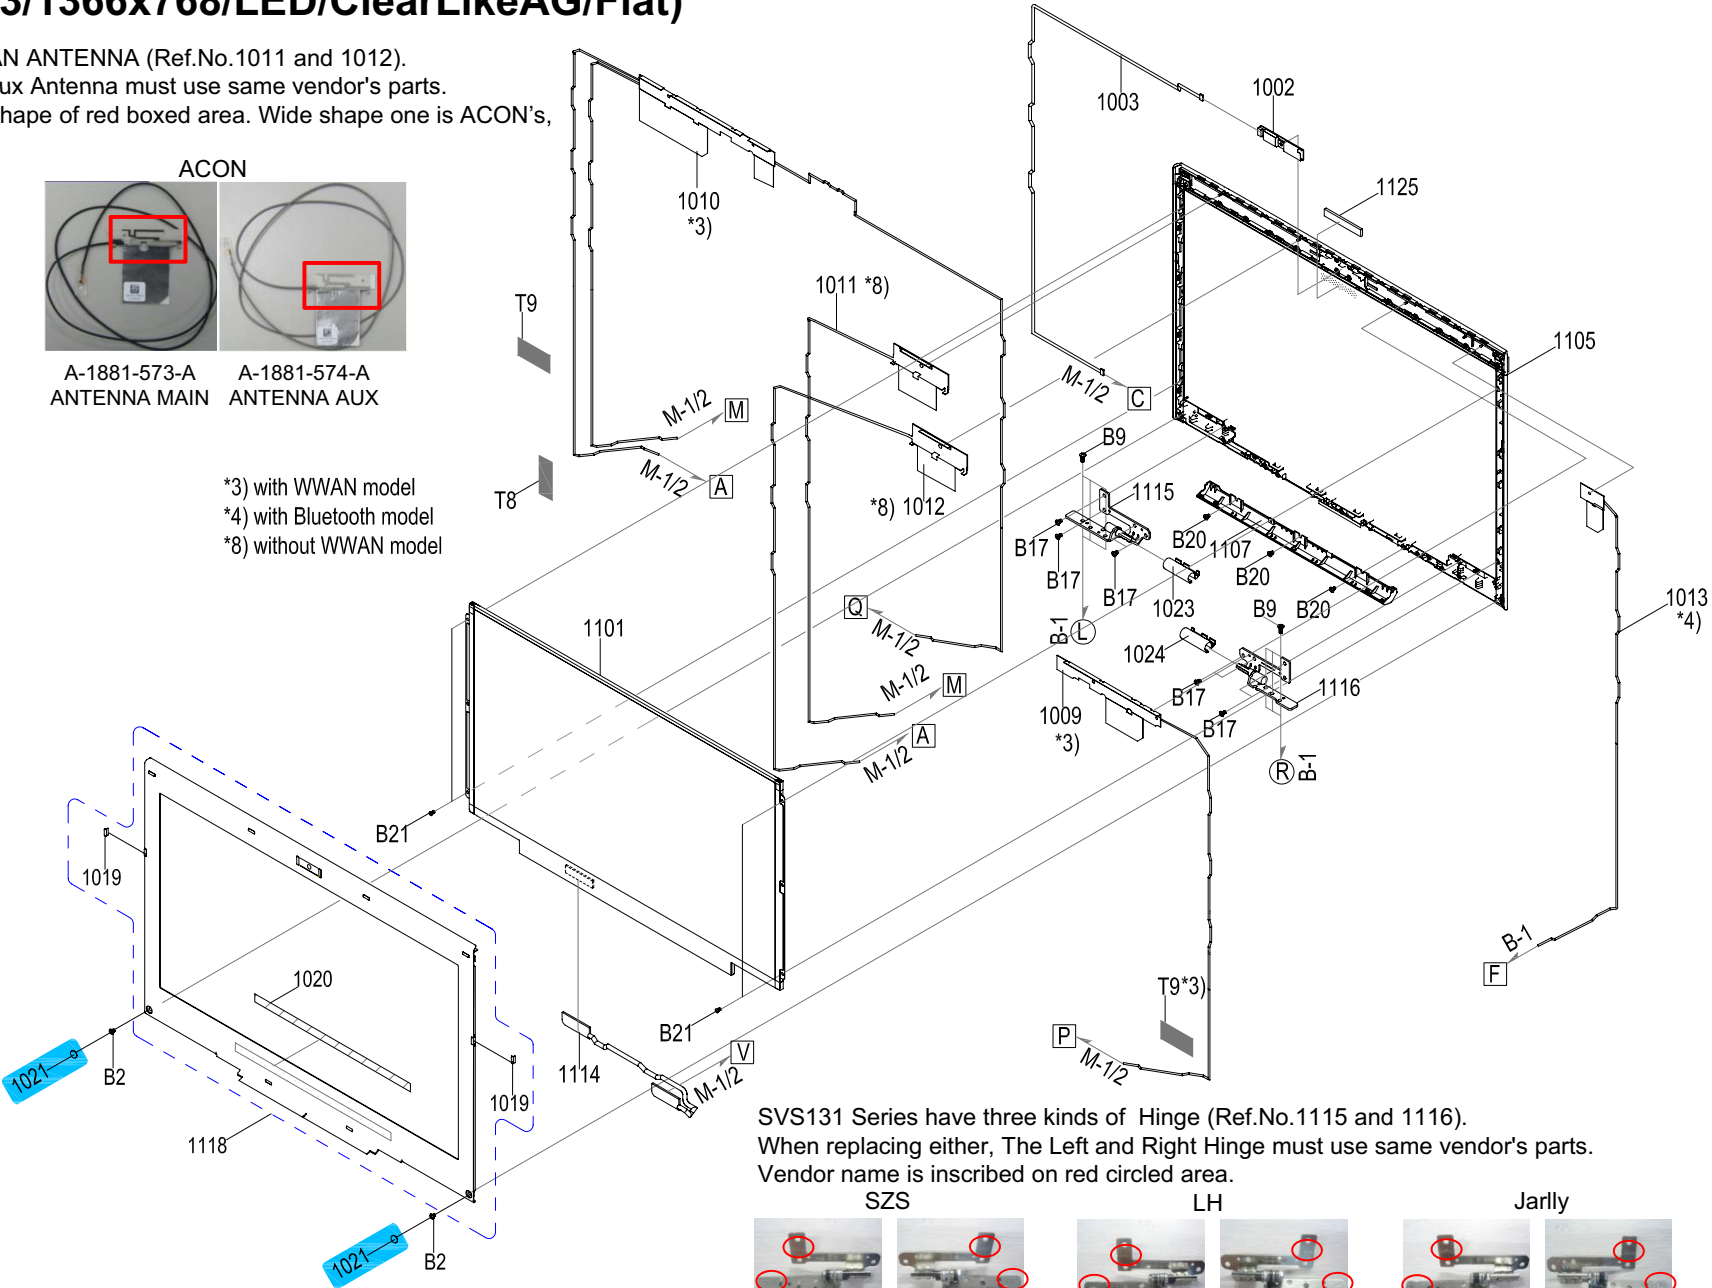 3/1366x768/LED/ClearLikeAG/Flat)
AN ANTENNA (Ref.No.1011 and 1012).
ux Antenna must use same vendor's parts.
hape of red boxed area. Wide shape one is ACON's,
ACON
A-1881-573-A
ANTENNA MAIN
A-1881-574-A
ANTENNA AUX
*3) with WWAN model
*4) with Bluetooth model
*8) without WWAN model
1003
1002
1125
1010
*3)
1011 *8)
T9
1105
M-1/2 C
M-1/2 M
M-1/2 A
T8
*8) 1012
B9
1115
B17
B17
B17
B20
1107
B20
B20
1023
B9
B-1 L
1013
*4)
Q
M-1/2
1101
1024
1116
B17
B17
M-1/2 M
1009
*3)
M-1/2 A
R B-1
B21
1019
1020
B-1
F
T9*3)
B21
P
M-1/2
V
M-1/2
1114
1021
B2
1019
1118
1021
B2
SVS131 Series have three kinds of Hinge (Ref.No.1115 and 1116).
When replacing either, The Left and Right Hinge must use same vendor's parts.
Vendor name is inscribed on red circled area.
SZS
LH
Jarlly